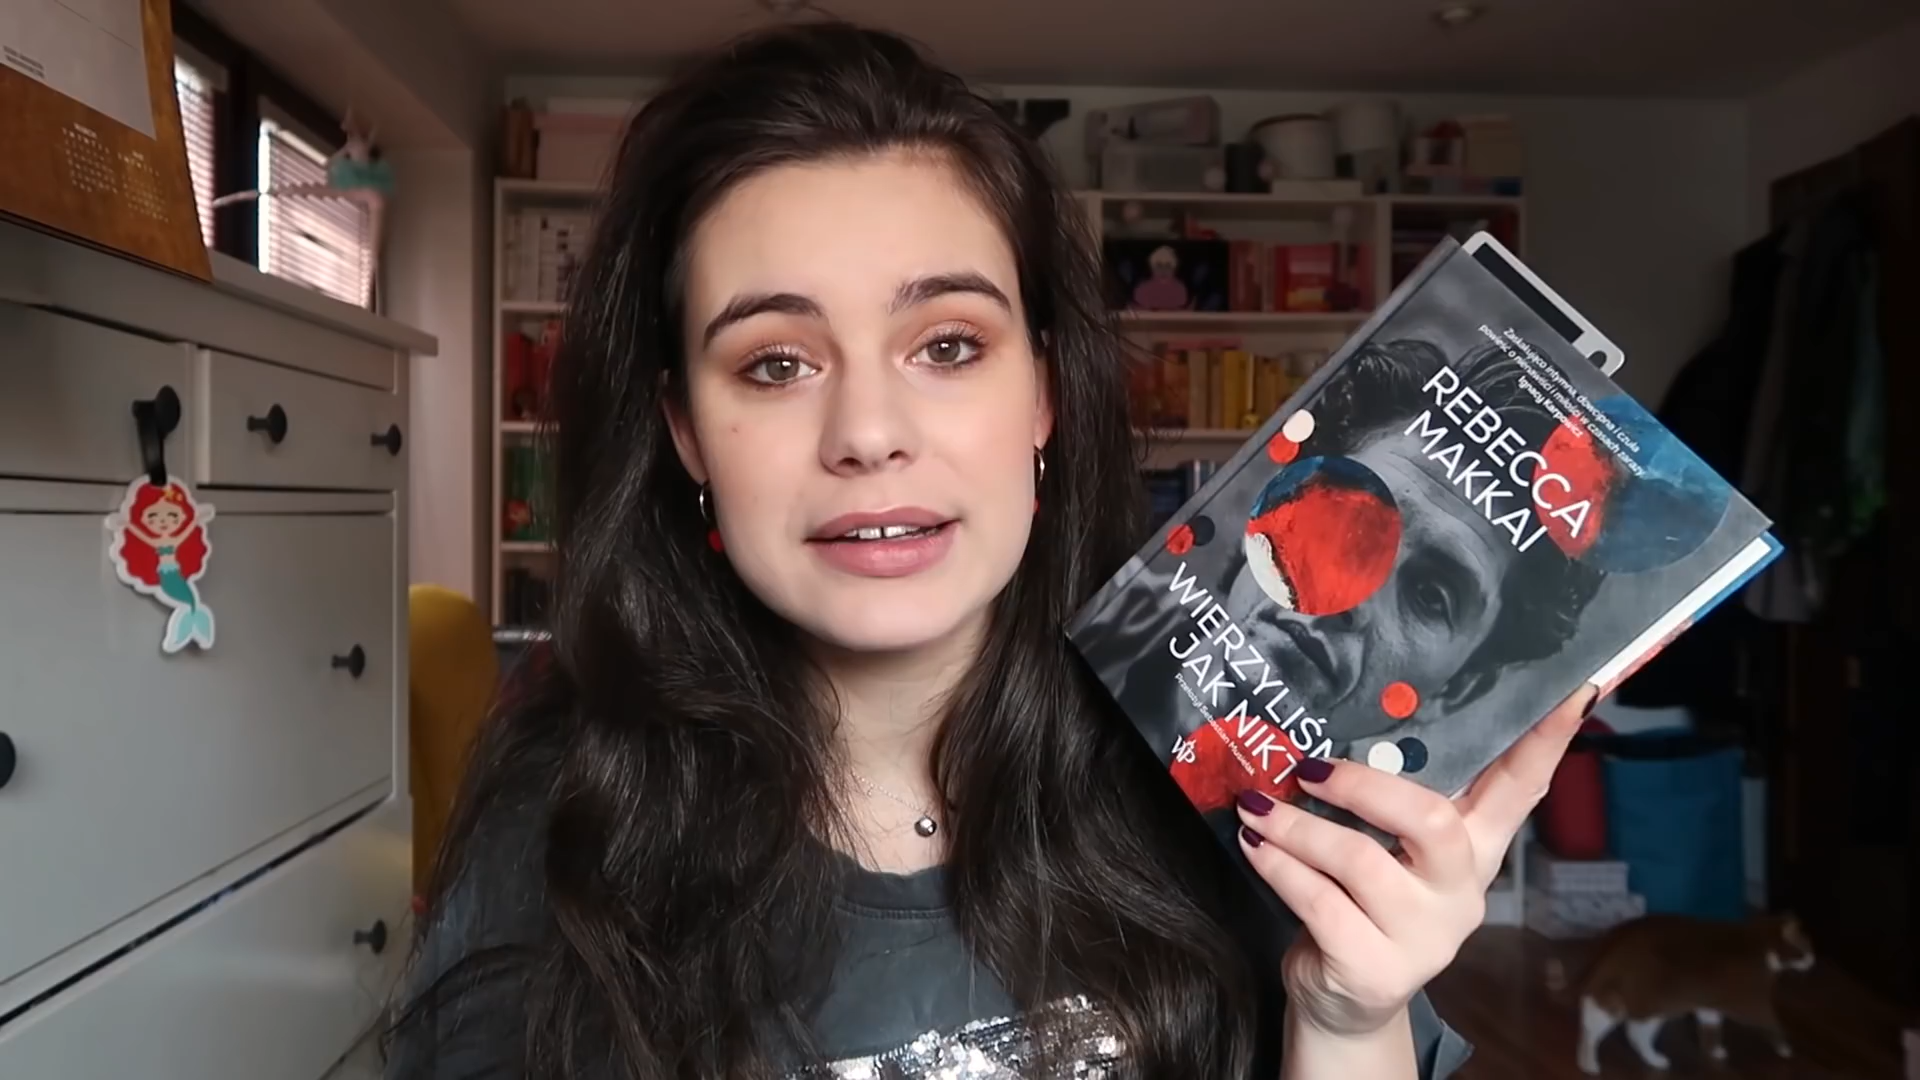 Zaskakująco intymna, dowcipna i czuła
powieść o nienawiści i miłości w czasach zarazy
Ignacy Karpowicz
REBECCA
MAKKAI
WIERZYLIŚM
JAK NIKT
Przełożył Sebastian Musielak
WP